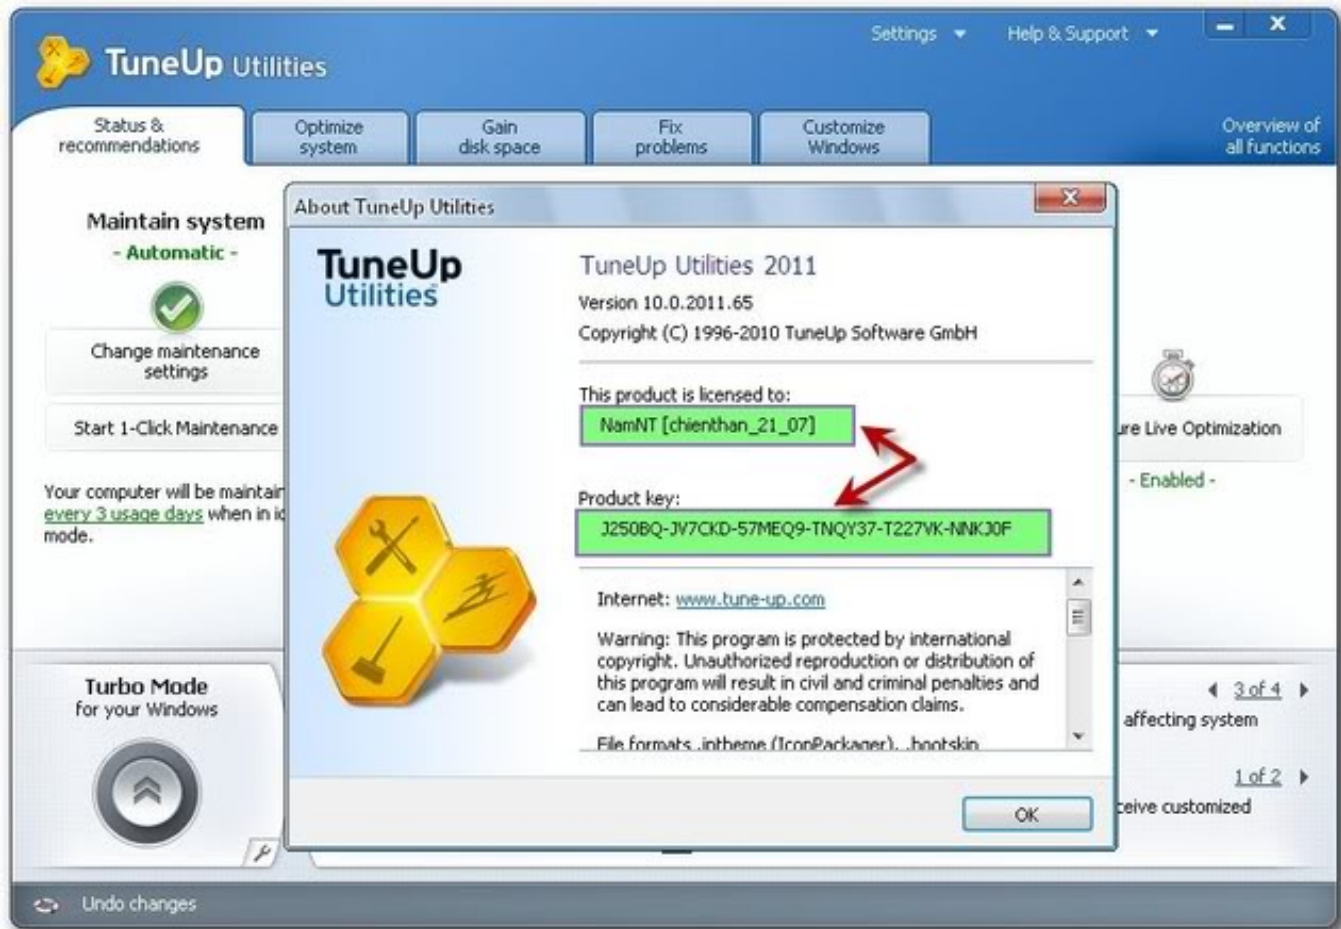 TuneUp Utilities
Settings
Help & Support
Status &
recommendations
Optimize
system
Gain
disk space
Fix
problems
Customize
Windows
Overview of
all functions
Maintain system
- Automatic -
Change maintenance
settings
Start 1-Click Maintenance
Your computer will be maintain
every 3 usage days when in id
mode.
About TuneUp Utilities
TuneUp
Utilities
TuneUp Utilities 2011
Version 10.0.2011.65
Copyright (C) 1996-2010 TuneUp Software GmbH
This product is licensed to:
NamNT [chienthan_21_07]
Product key:
J250BQ-JV7CKD-57MEQ9-TNQY37-T227VK-NNKJ0F
Internet: www.tune-up.com
Warning: This program is protected by international
copyright. Unauthorized reproduction or distribution of
this program will result in civil and criminal penalties and
can lead to considerable compensation claims.
File formats .intheme (IconPackager), .bootskin
OK
ure Live Optimization
- Enabled -
Turbo Mode
for your Windows
3 of 4
affecting system
1 of 2
ceive customized
Undo changes